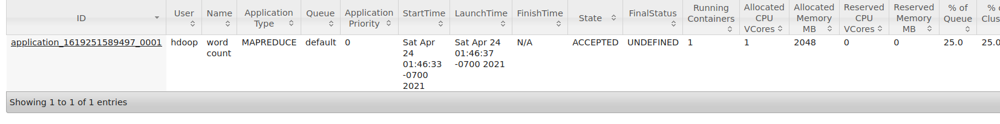 ID User Name Application Type Queue Application Priority StartTime LaunchTime FinishTime State FinalStatus Running Containers Allocated CPU VCores Allocated Memory MB Reserved CPU VCores Reserved Memory MB % of Queue %
application_1619251589497_0001 hdoop word count MAPREDUCE default 0 Sat Apr 24 01:46:33 -0700 2021 Sat Apr 24 01:46:37 -0700 2021 N/A ACCEPTED UNDEFINED 1 1 2048 0 0 25.0 25.0
Showing 1 to 1 of 1 entries